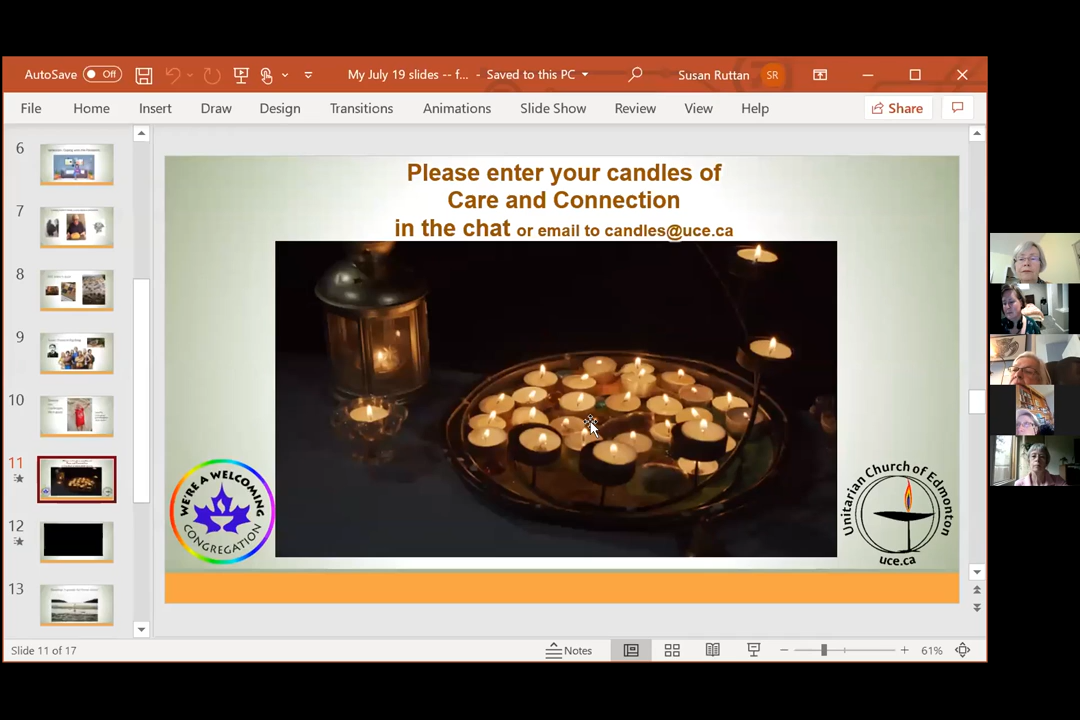 AutoSave Off My July 19 slides -- f... - Saved to this PC Susan Ruttan SR
File Home Insert Draw Design Transitions Animations Slide Show Review View Help Share
6
7
8
9
10
11
12
13
Please enter your candles of
Care and Connection
in the chat or email to candles@uce.ca
WE'RE A WELCOMING
CONGREGATION
Unitarian Church of Edmonton
uce.ca
Slide 11 of 17 Notes 61%